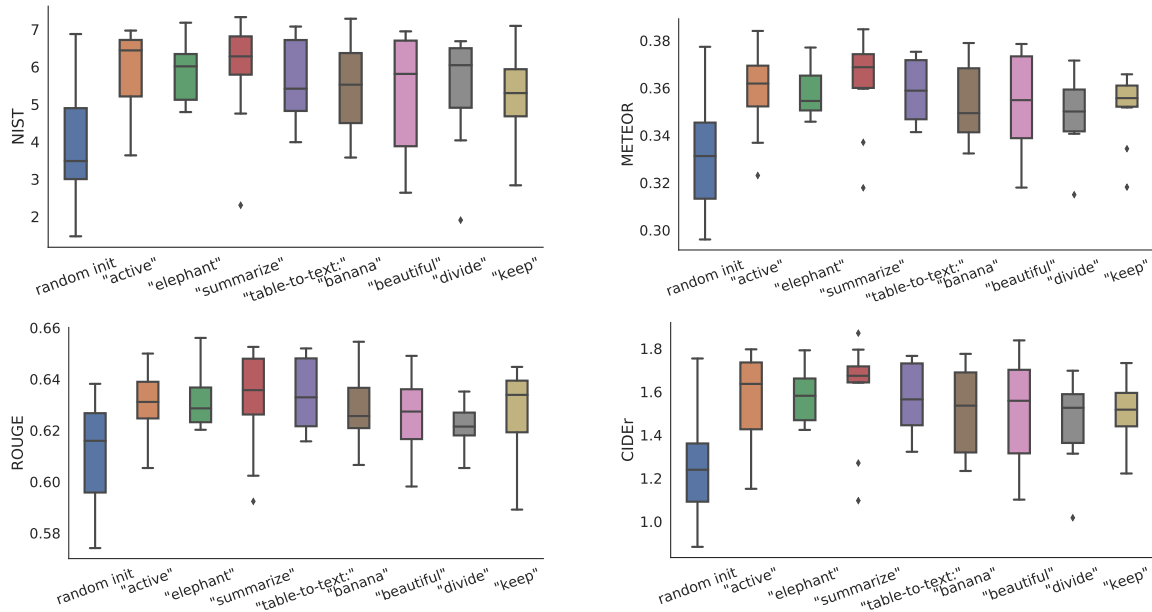 7
6
5
4
3
2
NIST
random init
"active"
"elephant"
"summarize"
"table-to-text:"
"banana"
"beautiful"
"divide"
"keep"
0.38
0.36
0.34
0.32
0.30
METEOR
random init
"active"
"elephant"
"summarize"
"table-to-text:"
"banana"
"beautiful"
"divide"
"keep"
0.66
0.64
0.62
0.60
0.58
ROUGE
random init
"active"
"elephant"
"summarize"
"table-to-text:"
"banana"
"beautiful"
"divide"
"keep"
1.8
1.6
1.4
1.2
1.0
CIDEr
random init
"active"
"elephant"
"summarize"
"table-to-text:"
"banana"
"beautiful"
"divide"
"keep"